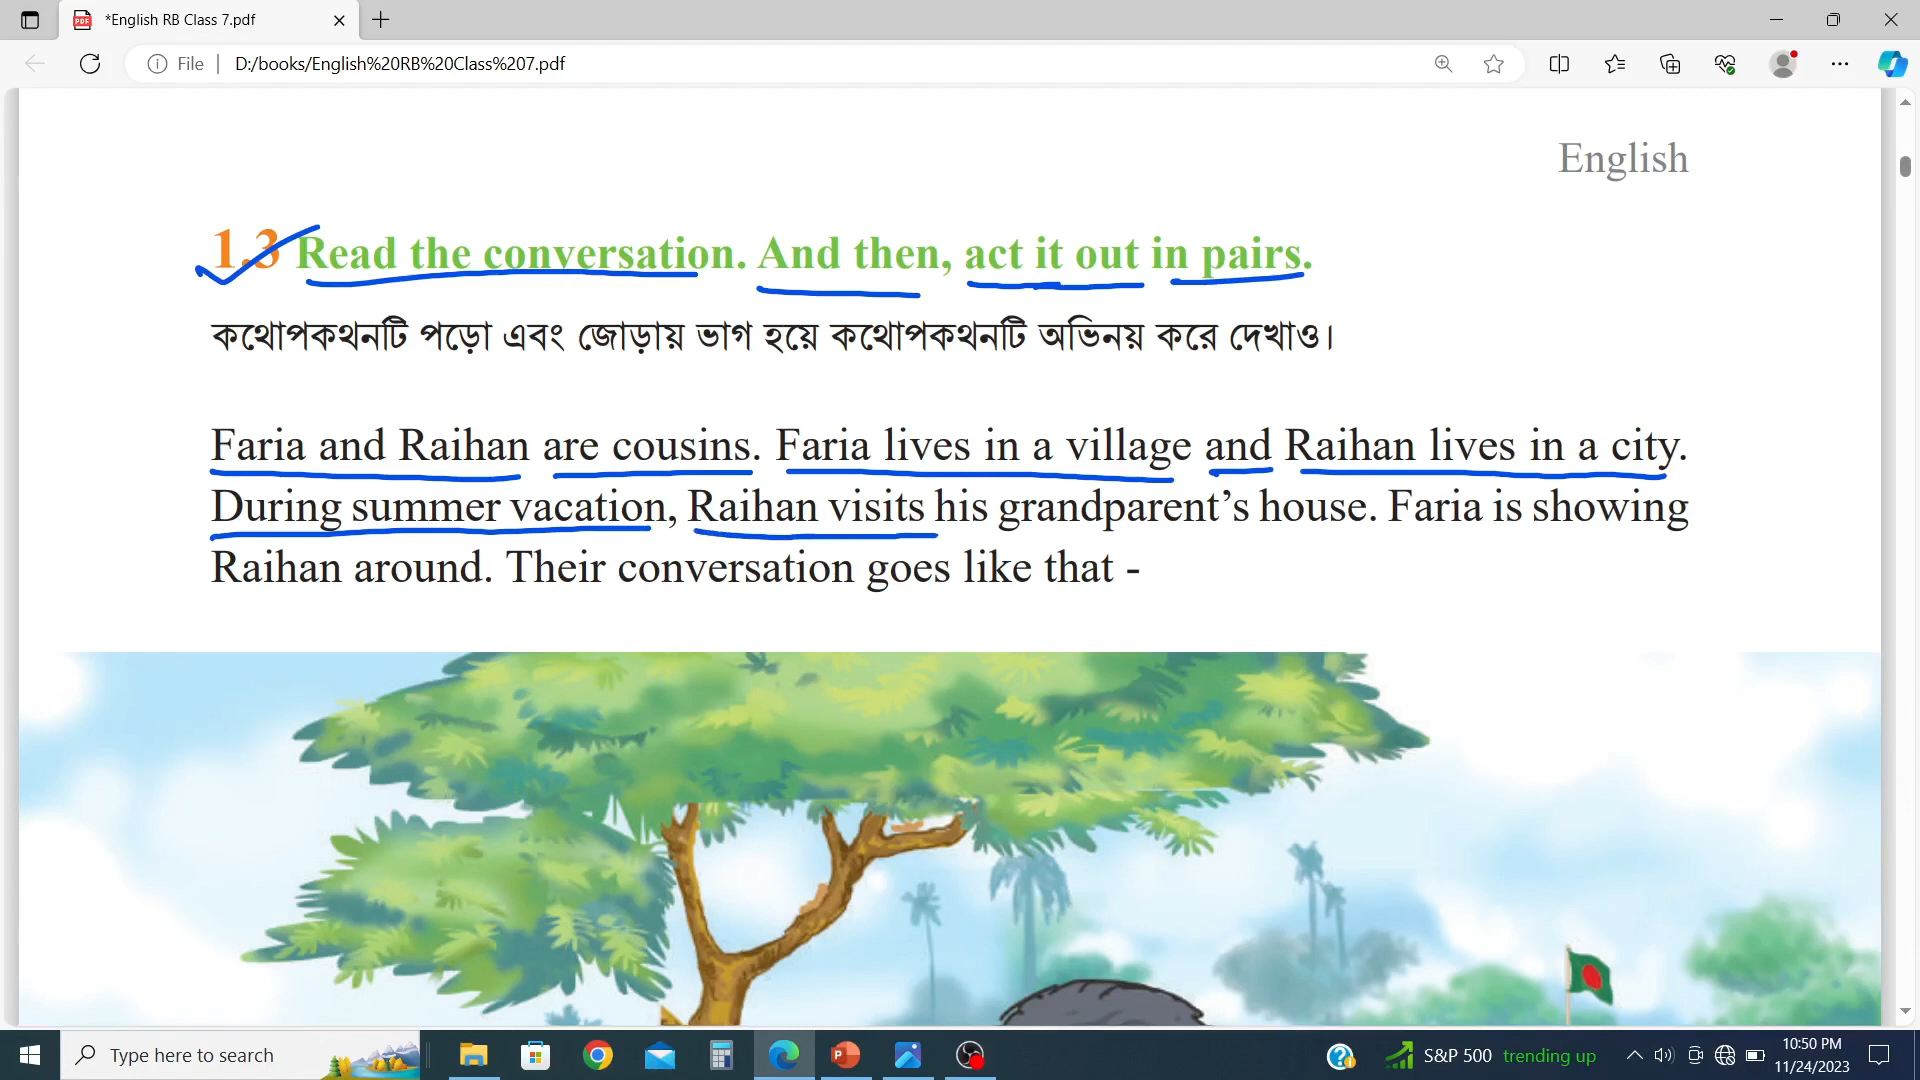 *English RB Class 7.pdf
File
D:/books/English%20RB%20Class%207.pdf
English
1.3 Read the conversation. And then, act it out in pairs.
কথোপকথনটি পড়ো এবং জোড়ায় ভাগ হয়ে কথোপকথনটি অভিনয় করে দেখাও।
Faria and Raihan are cousins. Faria lives in a village and Raihan lives in a city.
During summer vacation, Raihan visits his grandparent’s house. Faria is showing
Raihan around. Their conversation goes like that -
Type here to search
S&P 500 trending up
10:50 PM
11/24/2023